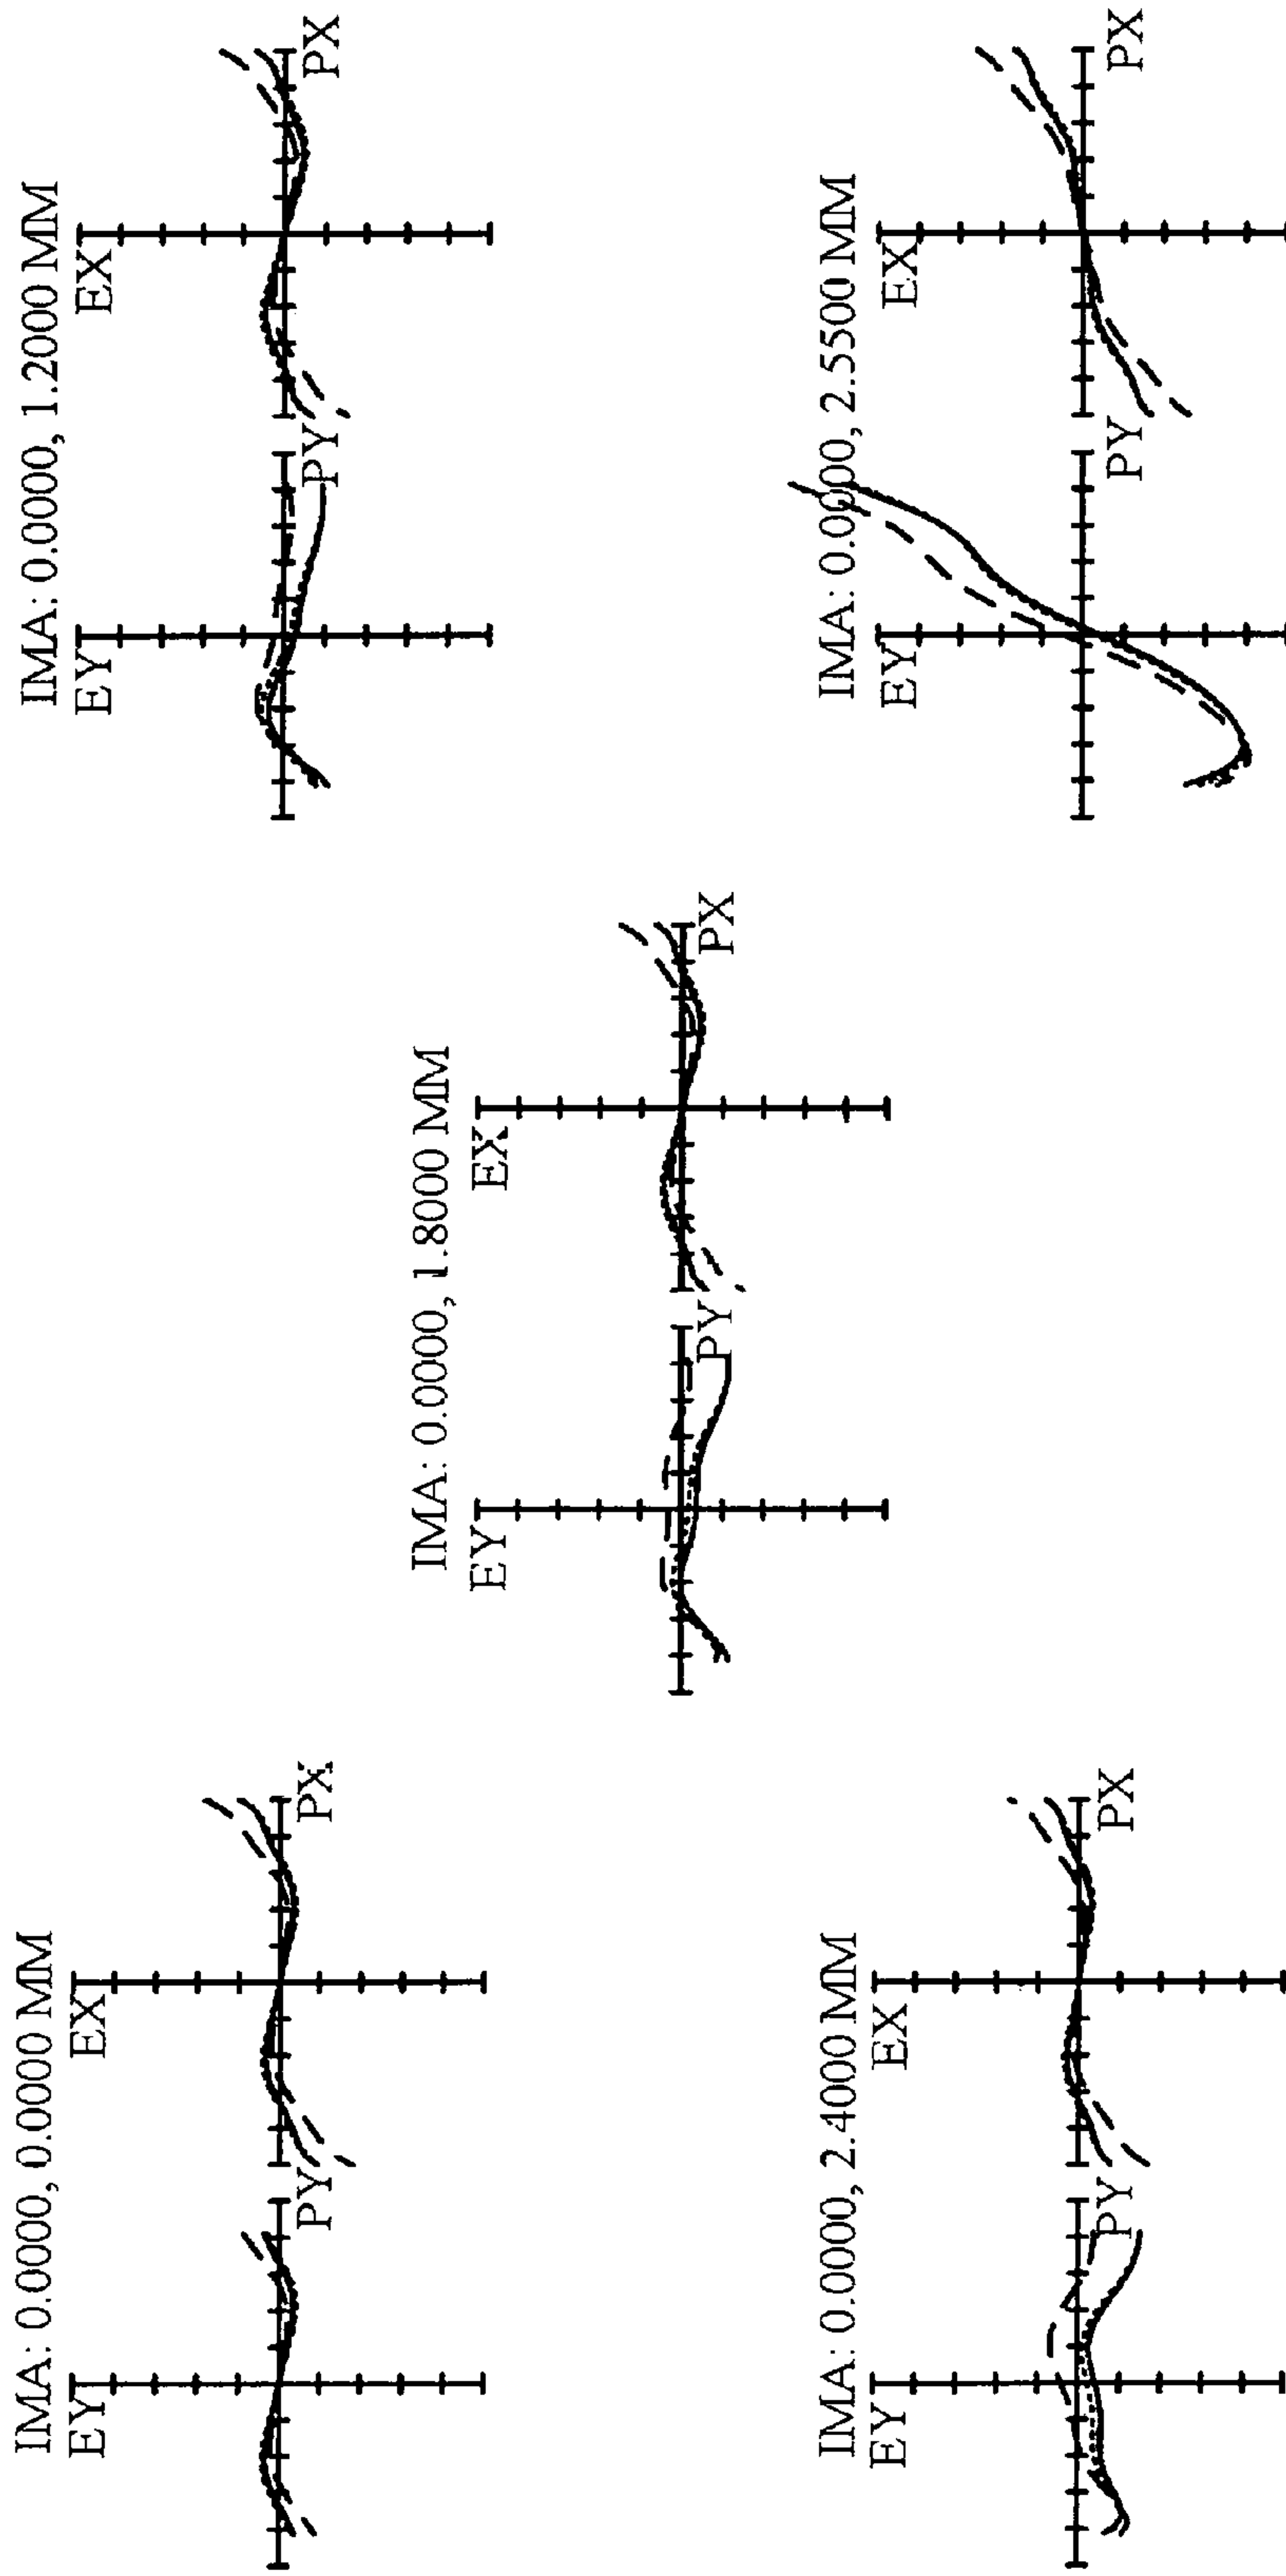 IMA: 0.0000, 0.0000 MM
EY
PY
EX
PX
IMA: 0.0000, 1.2000 MM
EY
PY
EX
PX
IMA: 0.0000, 1.8000 MM
EY
PY
EX
PX
IMA: 0.0000, 2.4000 MM
EY
PY
EX
PX
IMA: 0.0000, 2.5500 MM
EY
PY
EX
PX